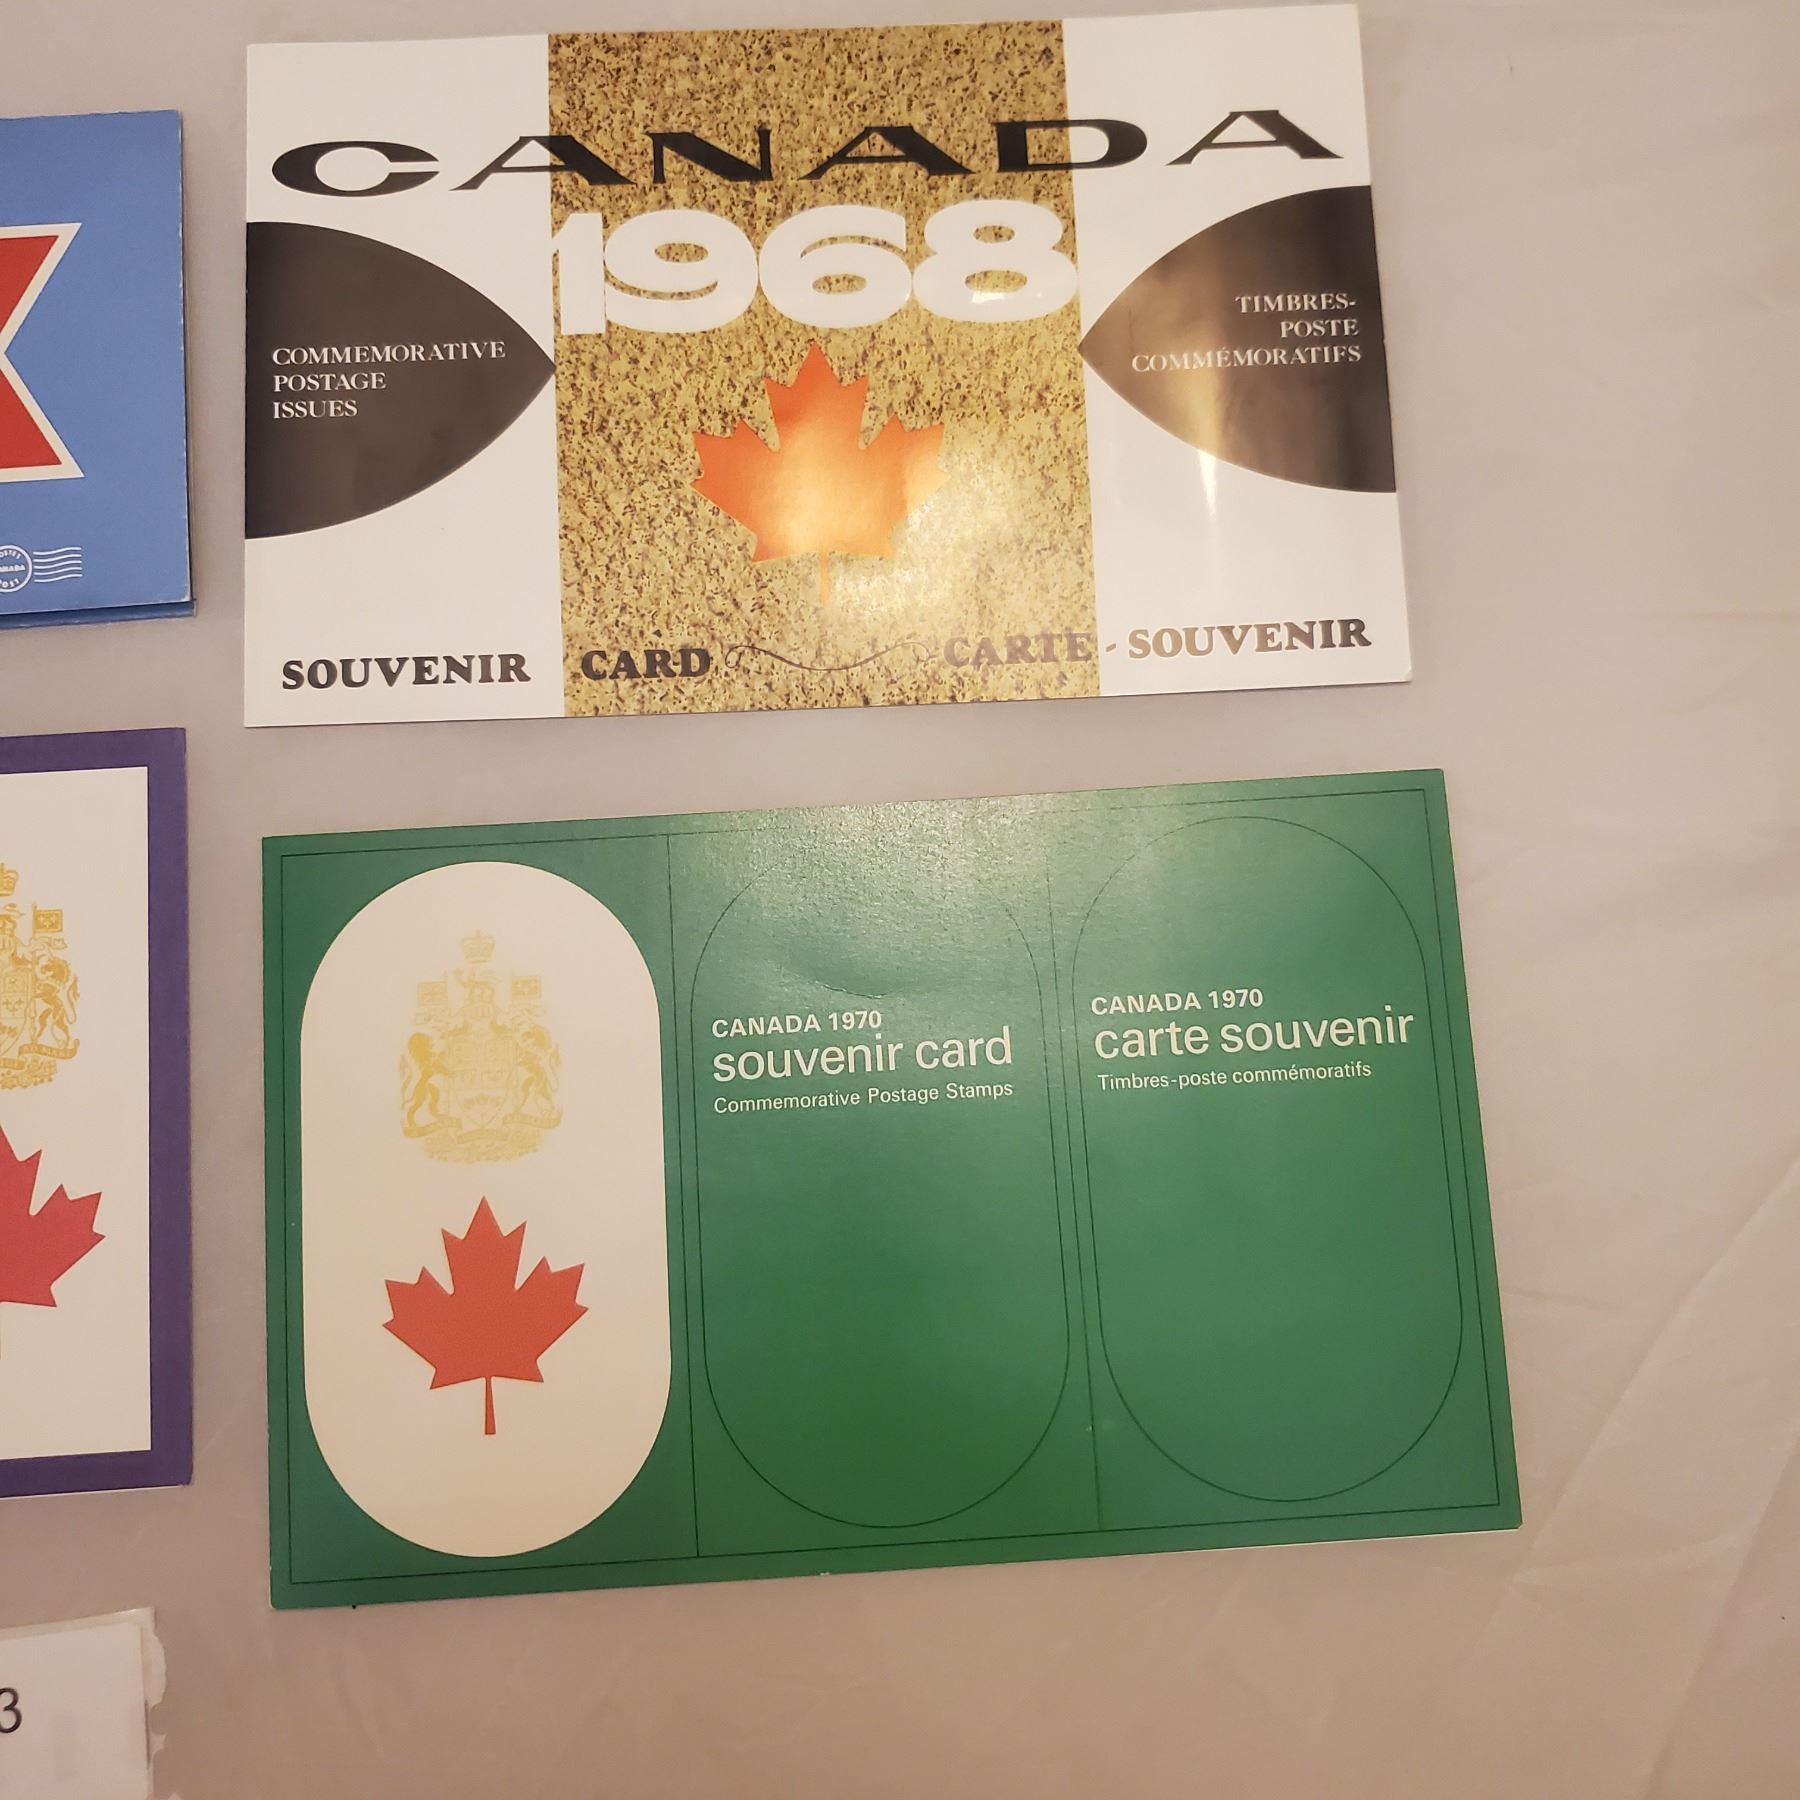 CANADA
1968
COMMEMORATIVE
POSTAGE
ISSUES
TIMBRES-
POSTE
COMMÉMORATIFS
SOUVENIR CARD CARTE-SOUVENIR
CANADA 1970
souvenir card
Commemorative Postage Stamps
CANADA 1970
carte souvenir
Timbres-poste commémoratifs
3